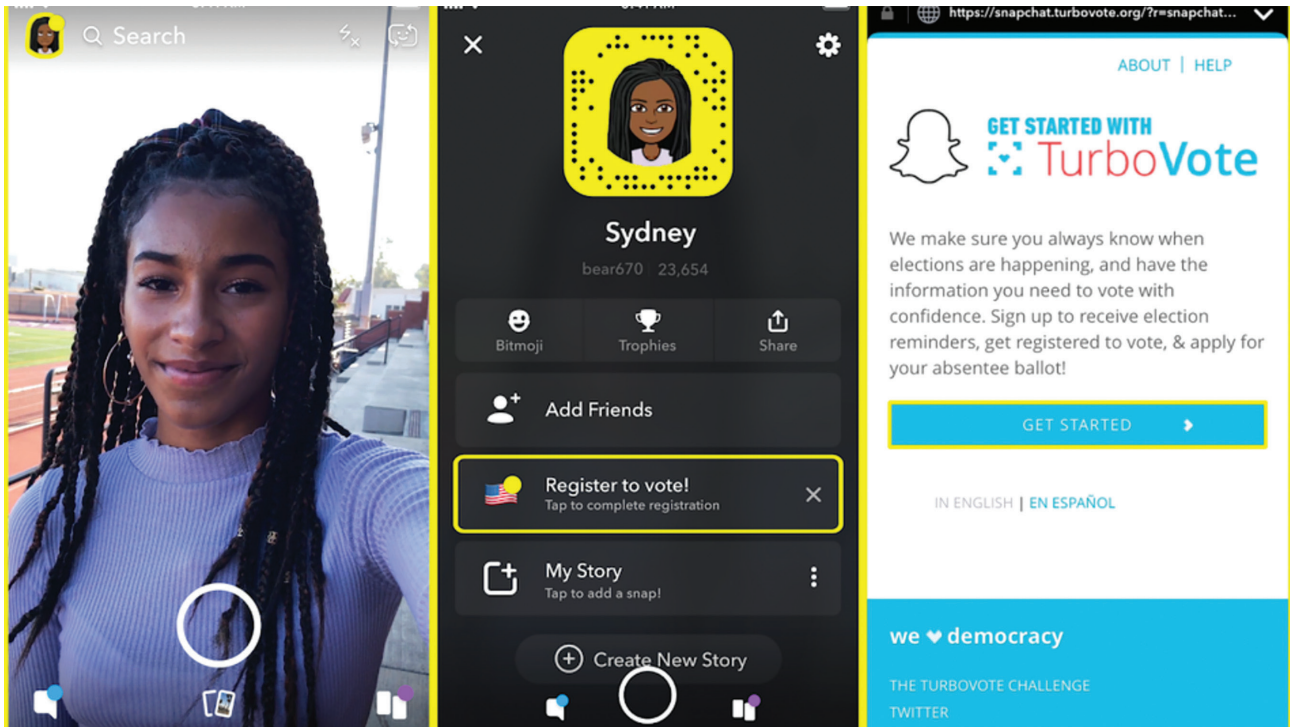 Search
Sydney
bear670 23,654
Bitmoji
Trophies
Share
Add Friends
Register to vote!
Tap to complete registration
My Story
Tap to add a snap!
Create New Story
https://snapchat.turbovote.org/?r=snapchat...
ABOUT | HELP
GET STARTED WITH
TurboVote
We make sure you always know when
elections are happening, and have the
information you need to vote with
confidence. Sign up to receive election
reminders, get registered to vote, & apply for
your absentee ballot!
GET STARTED
IN ENGLISH | EN ESPAÑOL
we ♥ democracy
THE TURBOVOTE CHALLENGE
TWITTER